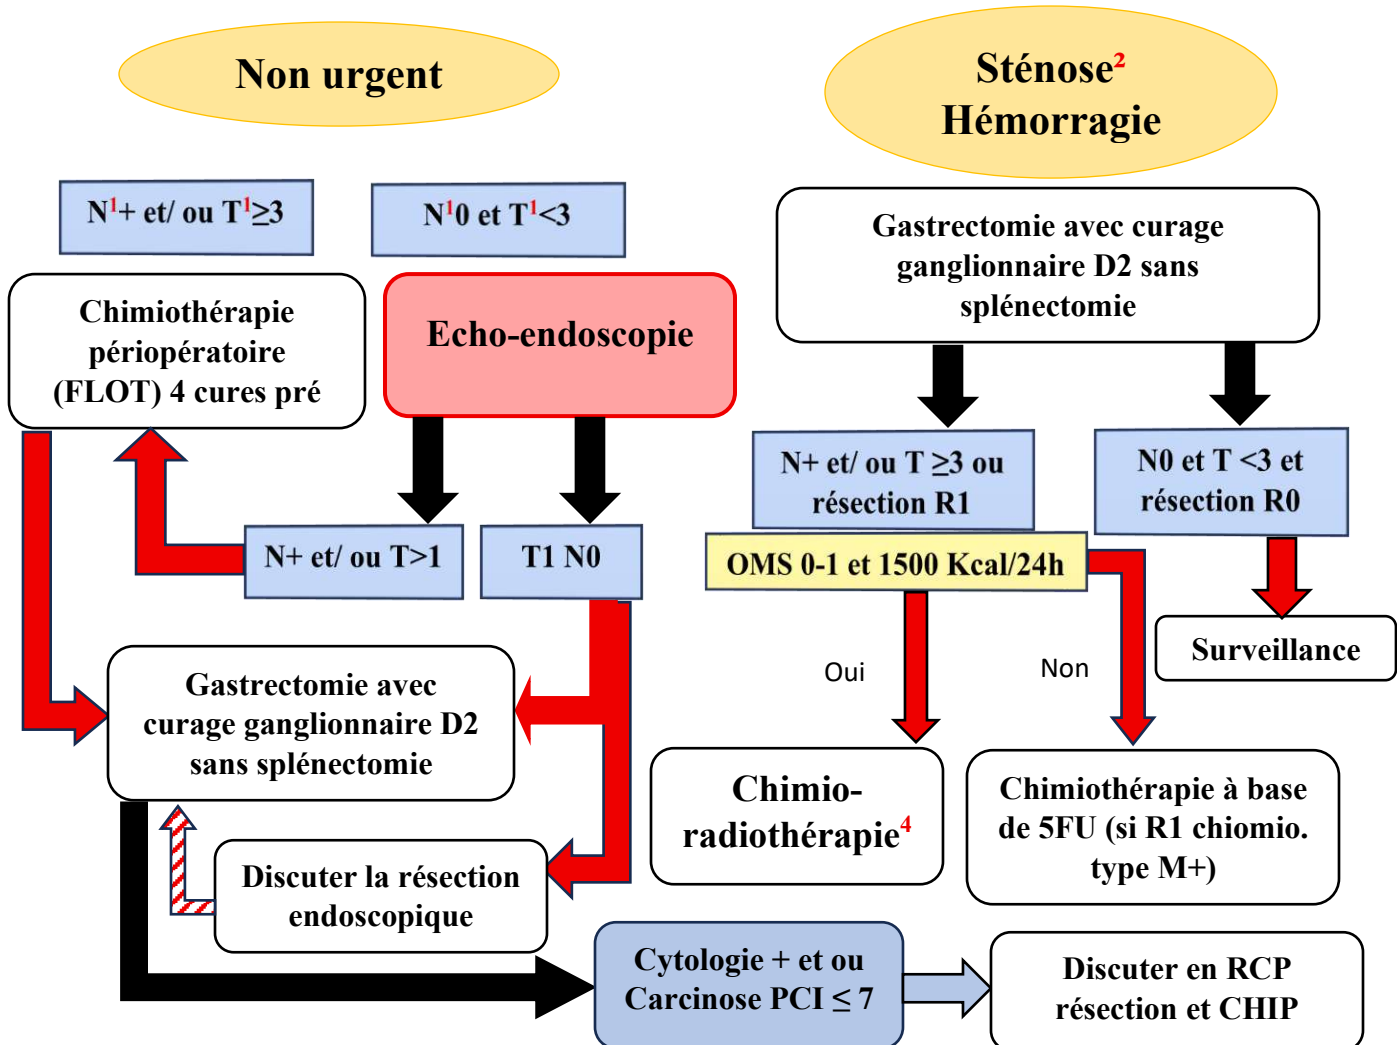 Non urgent
Sténose²
Hémorragie
N¹+ et/ ou T¹≥3
N¹0 et T¹<3
Gastrectomie avec curage
ganglionnaire D2 sans
splénectomie
Chimiothérapie
périopératoire
(FLOT) 4 cures pré
Echo-endoscopie
N+ et/ ou T ≥3 ou
résection R1
N0 et T <3 et
résection R0
N+ et/ ou T>1
T1 N0
OMS 0-1 et 1500 Kcal/24h
Oui
Non
Surveillance
Gastrectomie avec
curage ganglionnaire D2
sans splénectomie
Chimio-
radiothérapie⁴
Chimiothérapie à base
de 5FU (si R1 chiomio.
type M+)
Discuter la résection
endoscopique
Cytologie + et ou
Carcinose PCI ≤ 7
Discuter en RCP
résection et CHIP